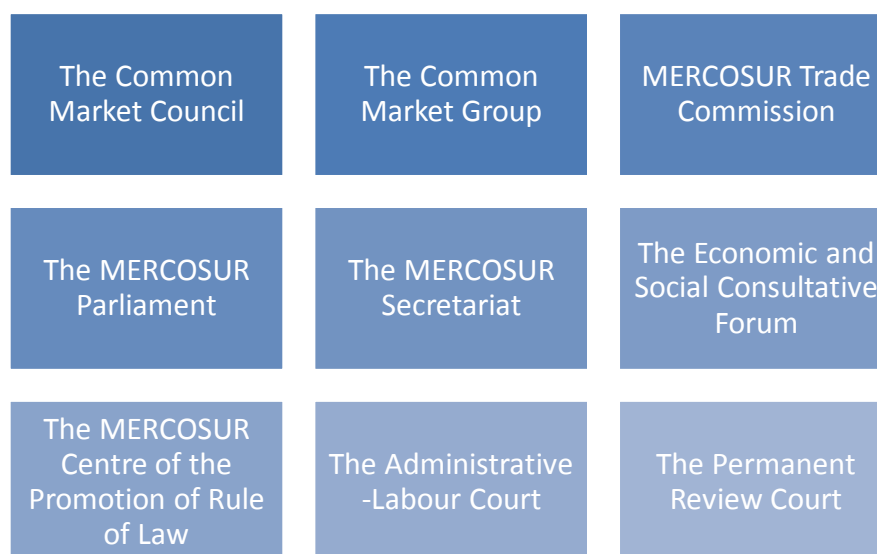 The Common
Market Council
The Common
Market Group
MERCOSUR Trade
Commission
The MERCOSUR
Parliament
The MERCOSUR
Secretariat
The Economic and
Social Consultative
Forum
The MERCOSUR
Centre of the
Promotion of Rule
of Law
The Administrative
-Labour Court
The Permanent
Review Court